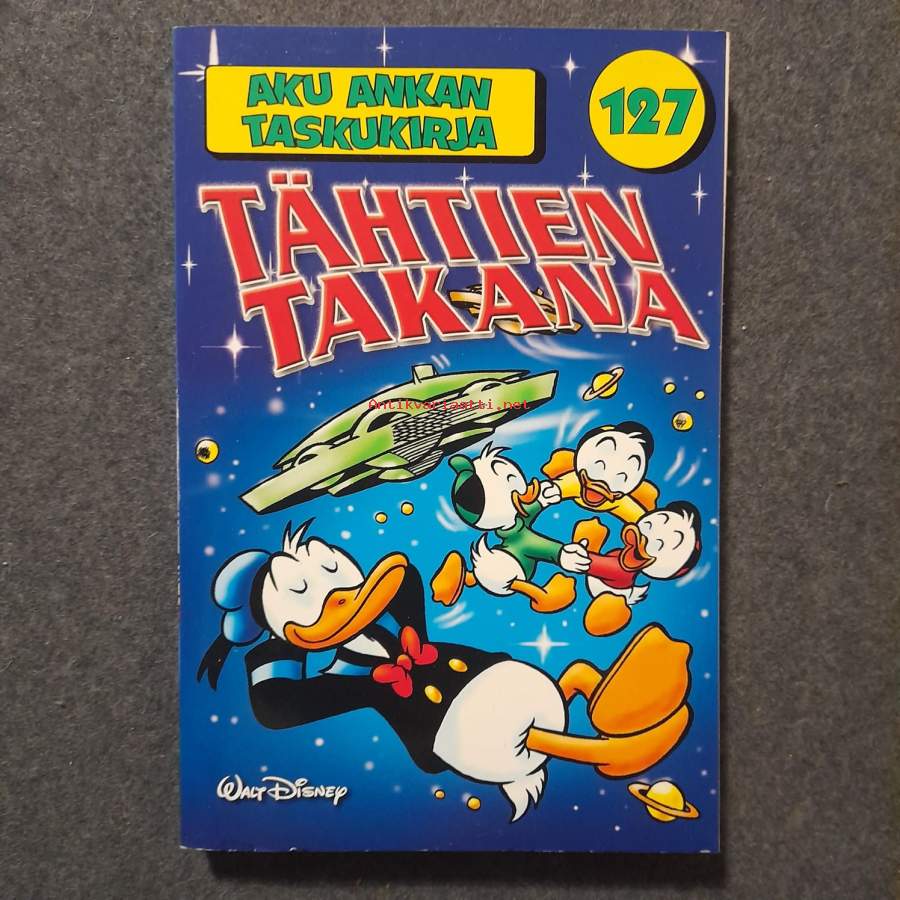 AKU ANKAN
TASKUKIRJA
127
TÄHTIEN
TAKANA
Antikvariaatti.net
WALT DISNEY